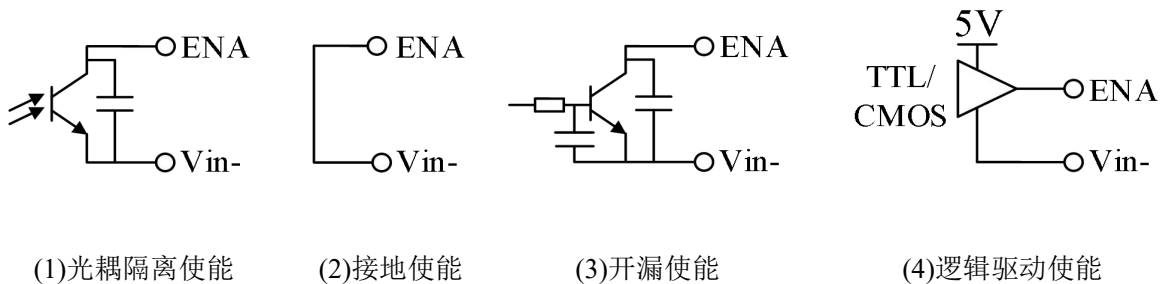 ENA
Vin-
(1)光耦隔离使能
ENA
Vin-
(2)接地使能
ENA
Vin-
(3)开漏使能
5V
TTL/
CMOS
ENA
Vin-
(4)逻辑驱动使能